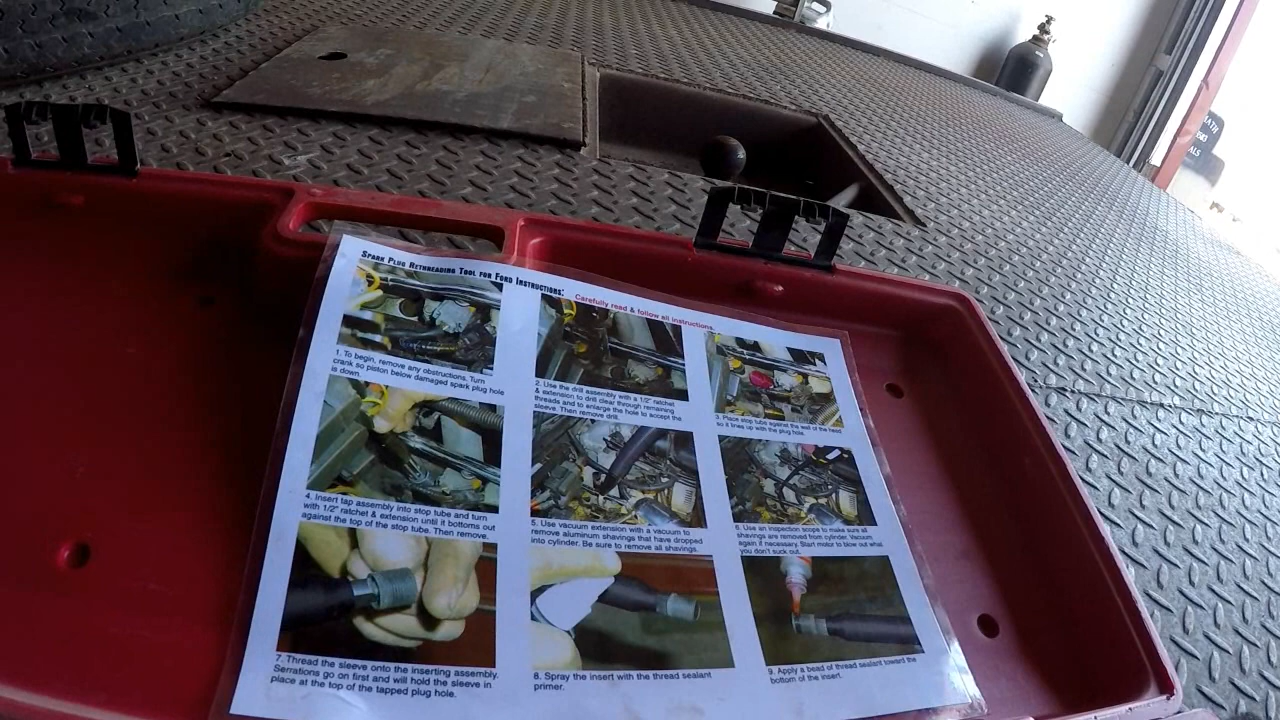 SPARK PLUG RETHREADING TOOL FOR FORD INSTRUCTIONS:
Carefully read & follow all instructions.
1. To begin, remove any obstructions. Turn
crank so piston below damaged spark plug hole
is down.
2. Use the drill assembly with a 1/2" ratchet
& extension to drill clear through remaining
threads and to enlarge the hole to accept the
sleeve. Then remove drill.
3. Place stop tube against the wall of the head
so it lines up with the plug hole.
4. Insert tap assembly into stop tube and turn
with 1/2" ratchet & extension until it bottoms out
against the top of the stop tube. Then remove.
5. Use vacuum extension with a vacuum to
remove aluminum shavings that have dropped
into cylinder. Be sure to remove all shavings.
6. Use an inspection scope to make sure all
shavings are removed from cylinder. Vacuum
again if necessary. Start motor to blow out what
you don't suck out.
7. Thread the sleeve onto the inserting assembly.
Serrations go on first and will hold the sleeve in
place at the top of the tapped plug hole.
8. Spray the insert with the thread sealant
primer.
9. Apply a bead of thread sealant toward the
bottom of the insert.
ALS